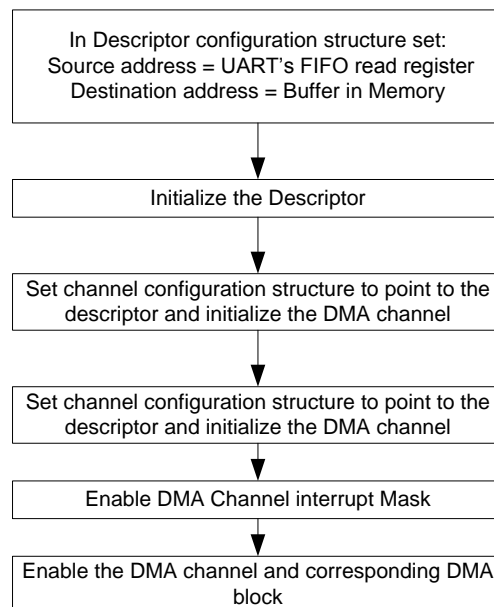 In Descriptor configuration structure set:
Source address = UART's FIFO read register
Destination address = Buffer in Memory
Initialize the Descriptor
Set channel configuration structure to point to the
descriptor and initialize the DMA channel
Set channel configuration structure to point to the
descriptor and initialize the DMA channel
Enable DMA Channel interrupt Mask
Enable the DMA channel and corresponding DMA
block